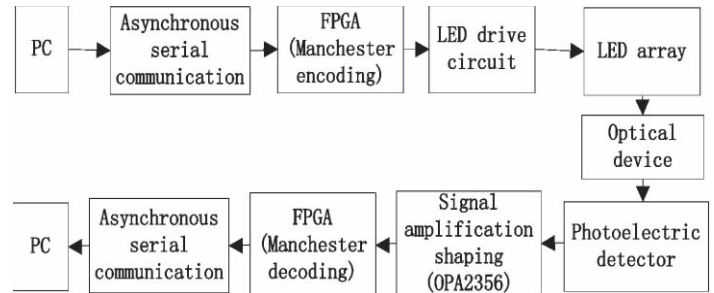 PC
Asynchronous
serial
communication
FPGA
(Manchester
encoding)
LED drive
circuit
LED array
Optical
device
Photoelectric
detector
Signal
amplification
shaping
(OPA2356)
FPGA
(Manchester
decoding)
Asynchronous
serial
communication
PC